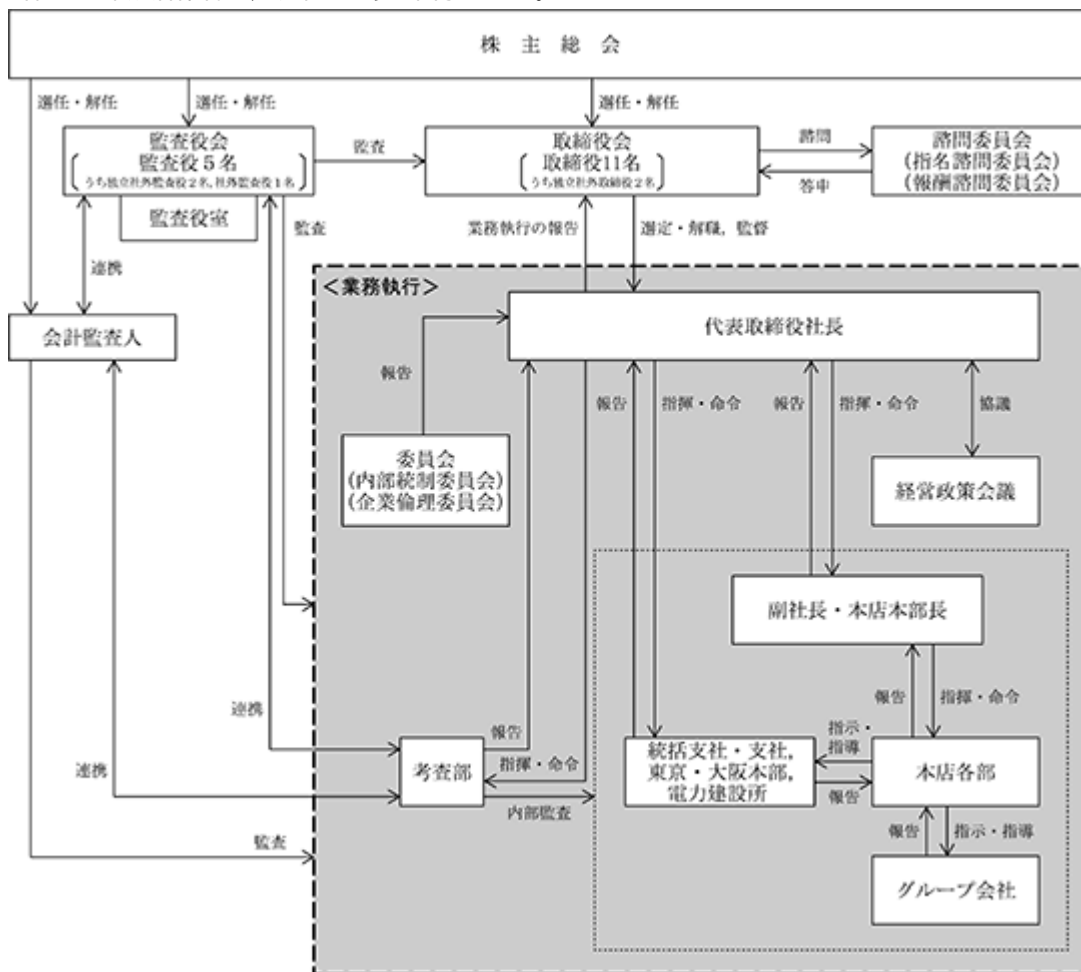 株主総会
選任・解任
選任・解任
選任・解任
監査役会
監査役5名
(うち独立社外監査役2名, 社外監査役1名)
監査役室
監査
取締役会
取締役11名
(うち独立社外取締役2名)
諮問
答申
諮問委員会
(指名諮問委員会)
(報酬諮問委員会)
連携
監査
業務執行の報告
選定・解職, 監督
<業務執行>
会計監査人
代表取締役社長
報告
報告
指揮・命令
報告
指揮・命令
協議
委員会
(内部統制委員会)
(企業倫理委員会)
経営政策会議
副社長・本店本部長
報告
指揮・命令
連携
報告
指揮・命令
内部監査
考査部
連携
統括支社・支社,
東京・大阪本部,
電力建設所
指示・
指導
報告
本店各部
報告
指示・指導
監査
グループ会社